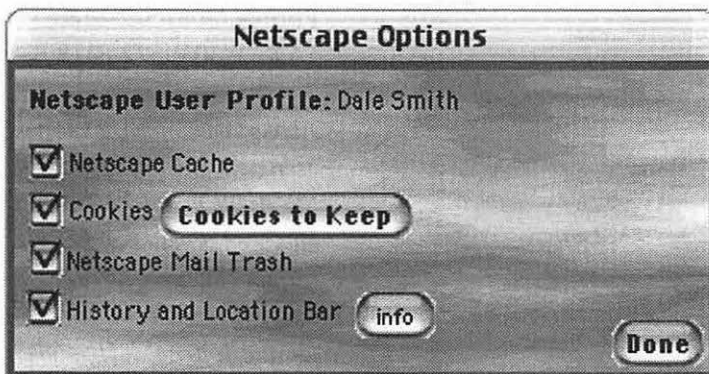 Netscape Options
Netscape User Profile: Dale Smith
Netscape Cache
Cookies Cookies to Keep
Netscape Mail Trash
History and Location Bar info
Done